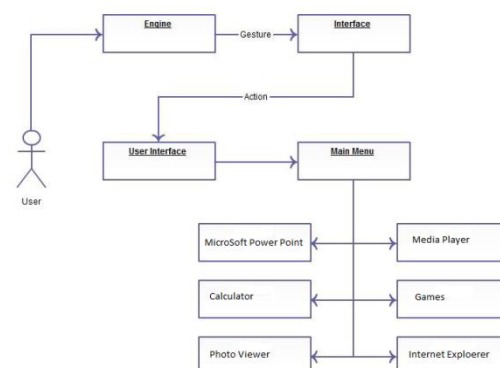 Engine
Gesture
Interface
Action
User Interface
Main Menu
User
MicroSoft Power Point
Media Player
Calculator
Games
Photo Viewer
Internet Exploerer